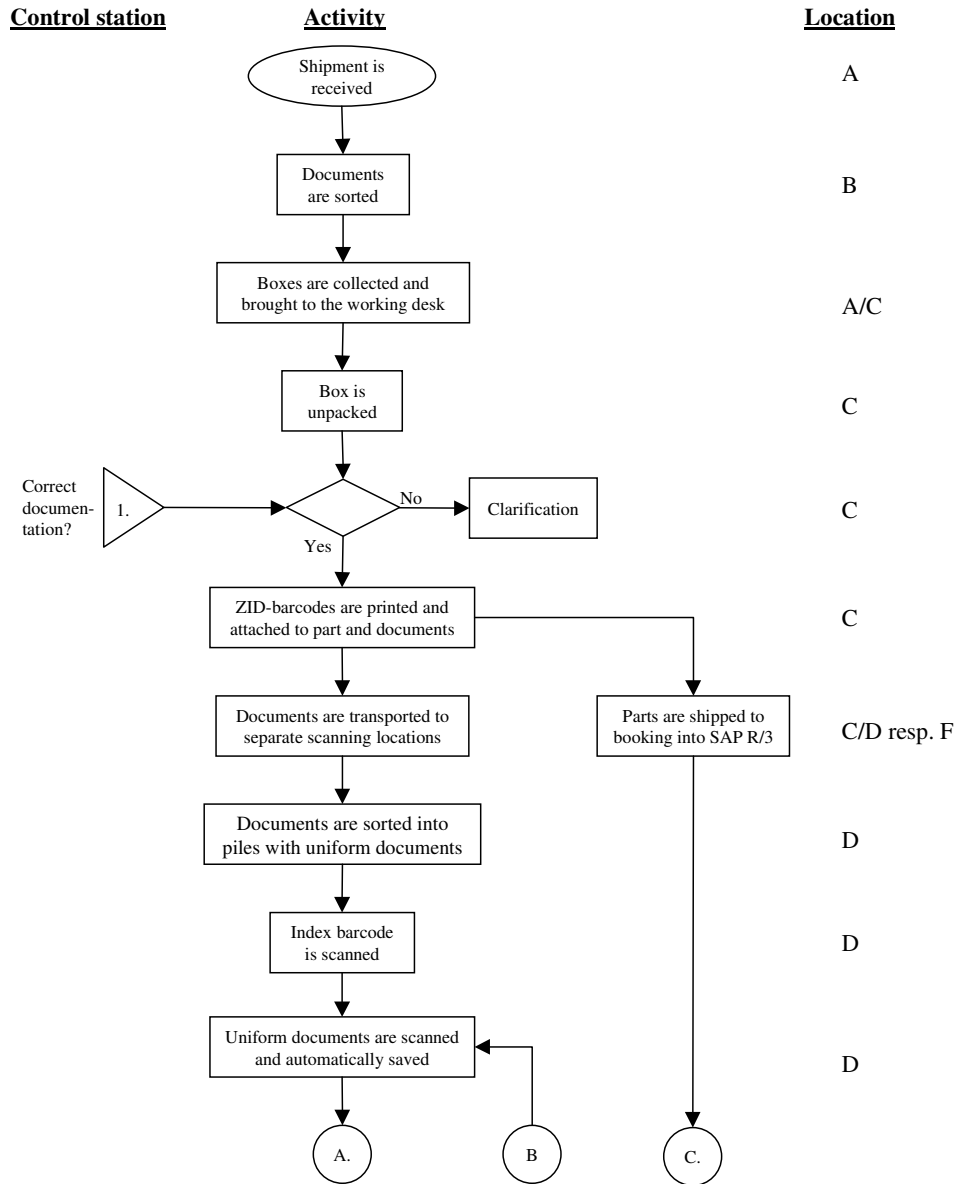 Control station
Activity
Location
Shipment is
received
A
Documents
are sorted
B
Boxes are collected and
brought to the working desk
A/C
Box is
unpacked
C
Correct
documen-
tation?
1.
No
Yes
Clarification
C
ZID-barcodes are printed and
attached to part and documents
C
Documents are transported to
separate scanning locations
Parts are shipped to
booking into SAP R/3
C/D resp. F
Documents are sorted into
piles with uniform documents
D
Index barcode
is scanned
D
Uniform documents are scanned
and automatically saved
D
A.
B
C.